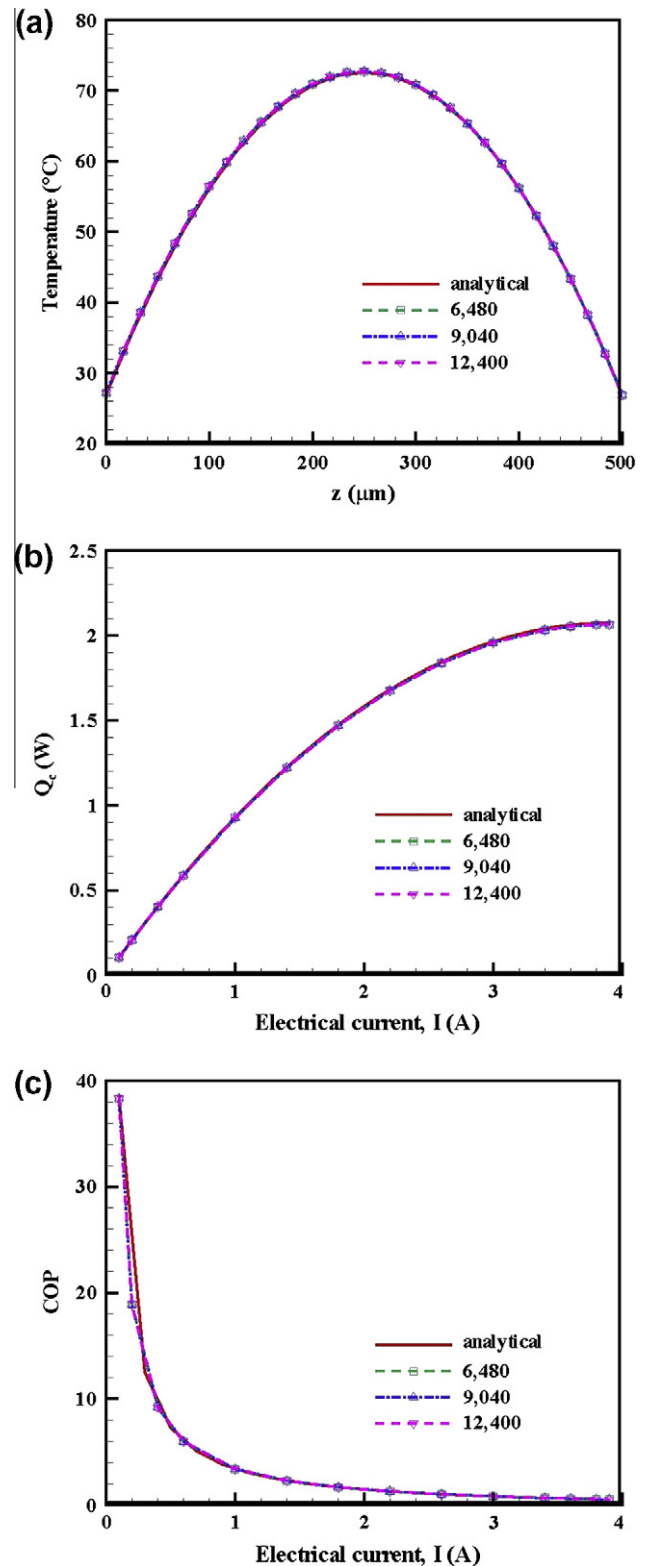 (a)
80
70
60
50
40
30
20
Temperature (°C)
analytical
6,480
9,040
12,400
0 100 200 300 400 500
z (μm)
(b)
2.5
2
1.5
1
0.5
0
Q_c (W)
analytical
6,480
9,040
12,400
0 1 2 3 4
Electrical current, I (A)
(c)
40
30
20
10
0
COP
analytical
6,480
9,040
12,400
0 1 2 3 4
Electrical current, I (A)